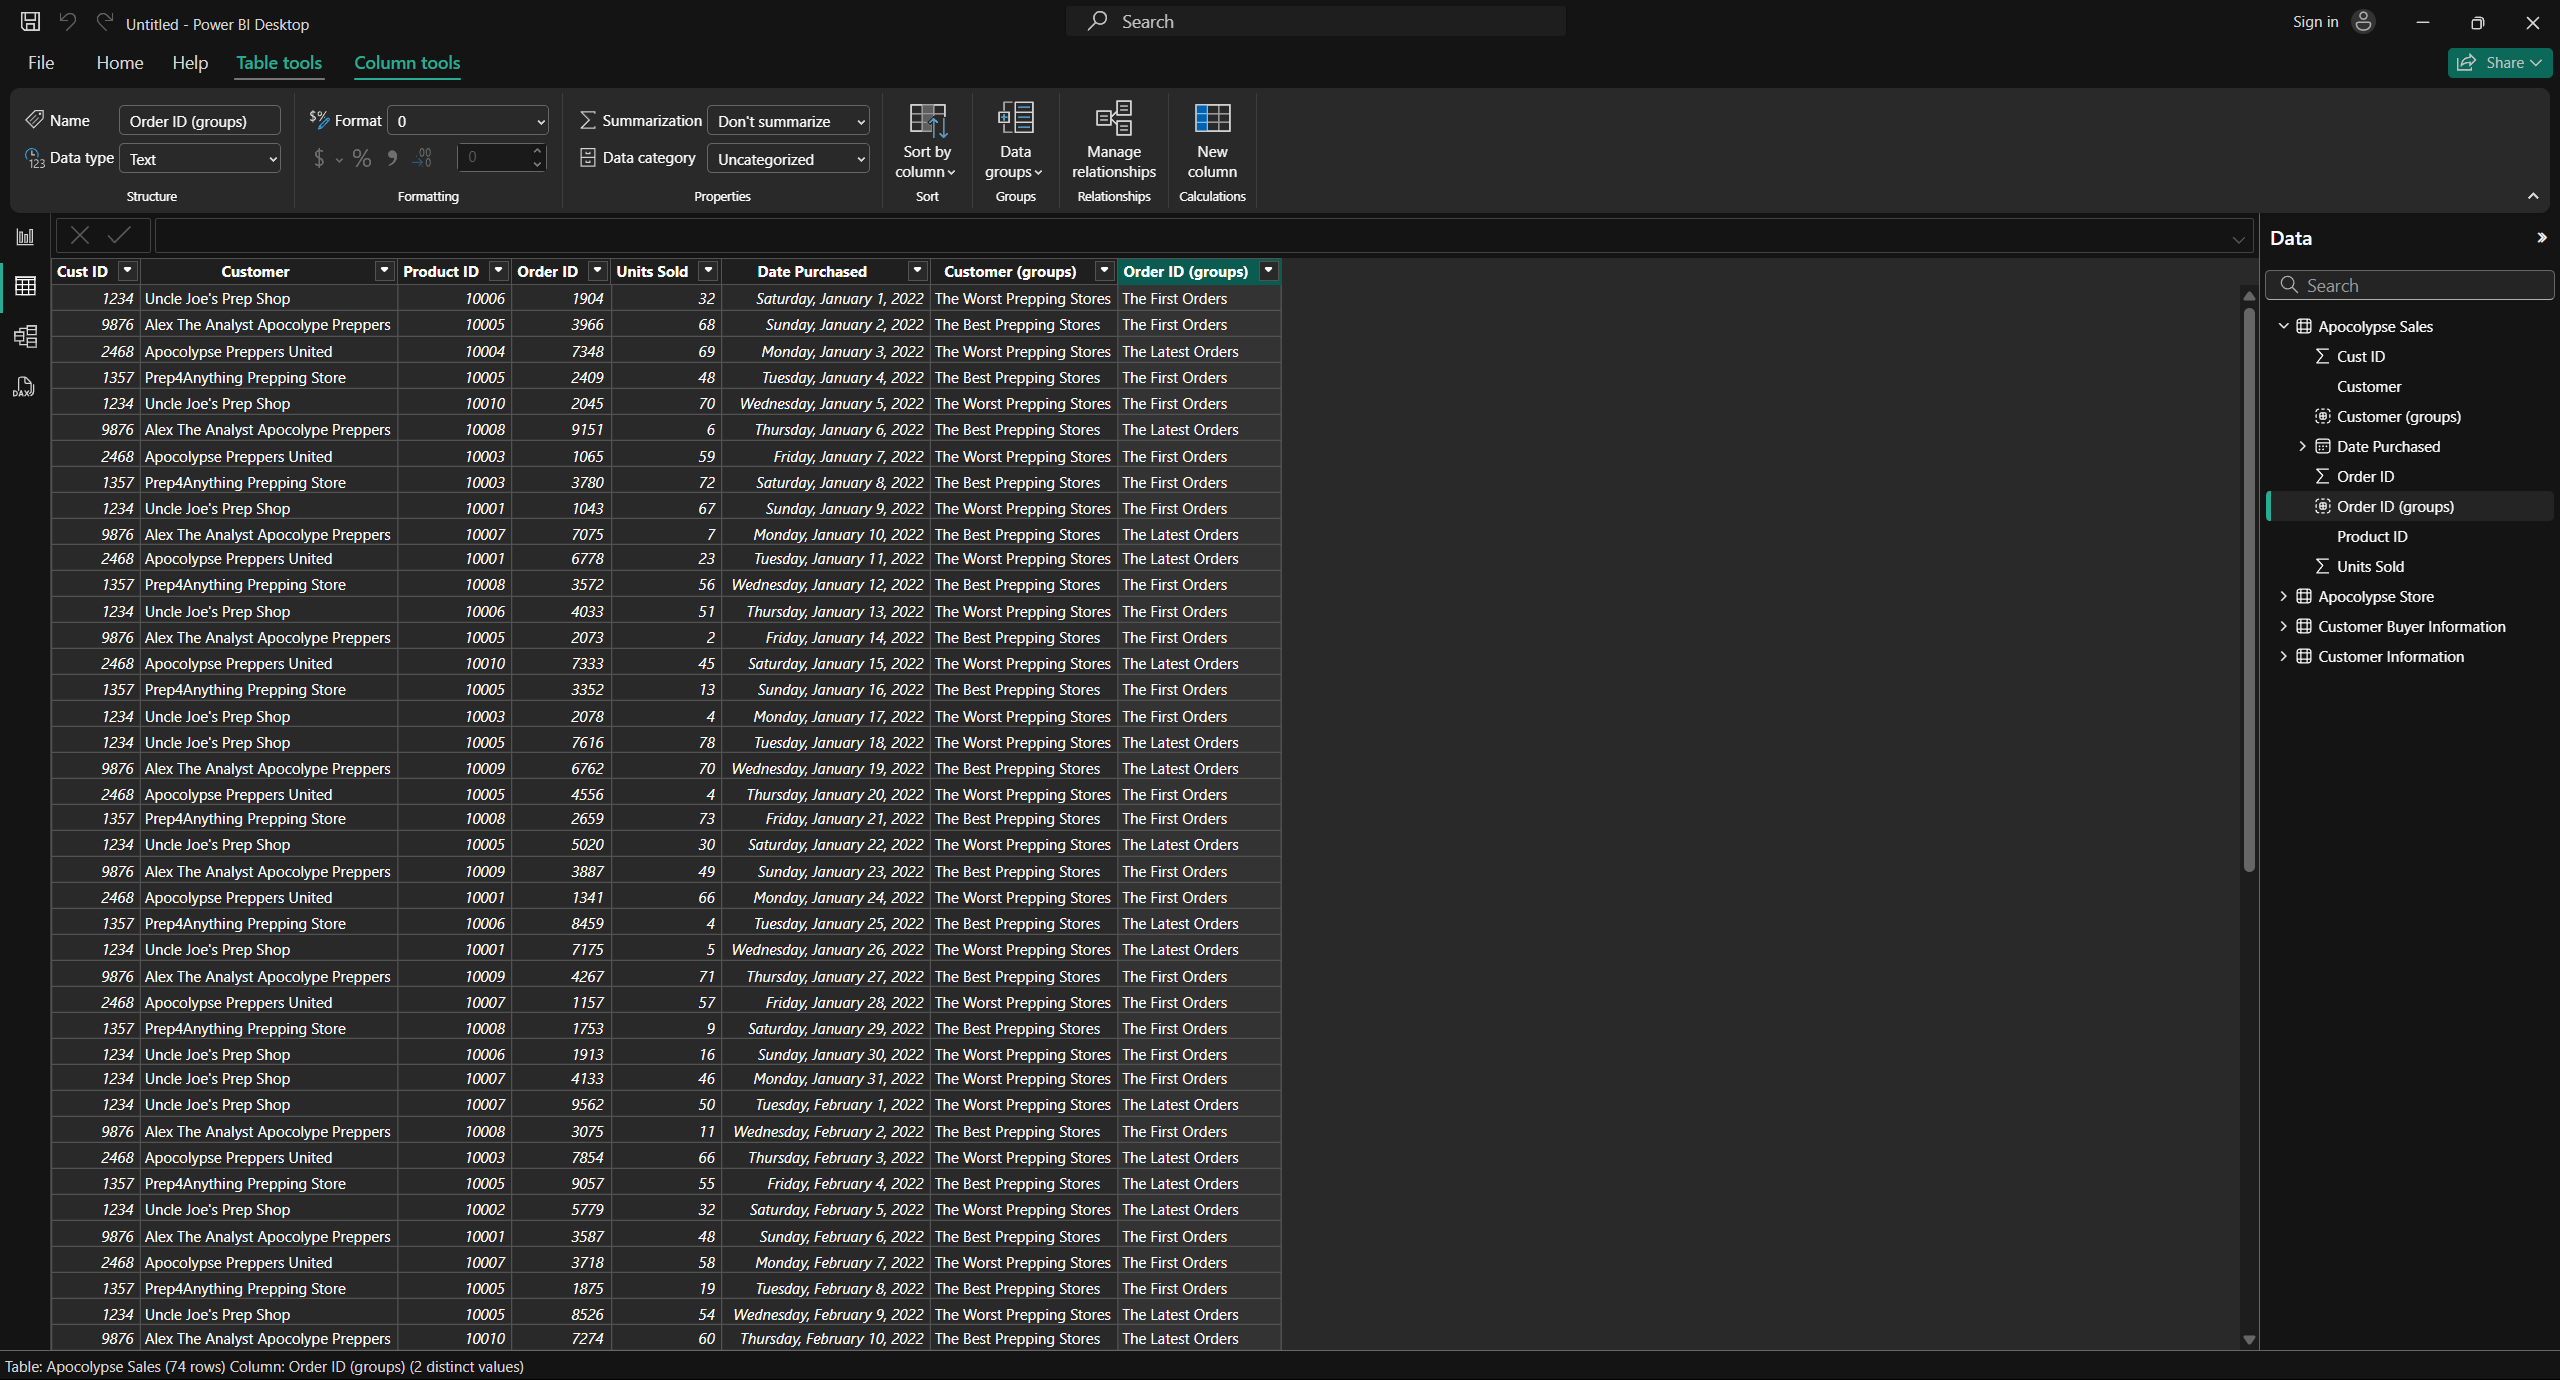 Untitled - Power BI Desktop
Search
Sign in
File Home Help Table tools Column tools
Share
Name Order ID (groups)
Data type Text
Structure
Format 0
$ % 9 .00 0
Formatting
Summarization Don't summarize
Data category Uncategorized
Properties
Sort by column
Sort
Data groups
Groups
Manage relationships
Relationships
New column
Calculations
Cust ID Customer Product ID Order ID Units Sold Date Purchased Customer (groups) Order ID (groups)
1234 Uncle Joe's Prep Shop 10006 1904 32 Saturday, January 1, 2022 The Worst Prepping Stores The First Orders
9876 Alex The Analyst Apocolype Preppers 10005 3966 68 Sunday, January 2, 2022 The Best Prepping Stores The First Orders
2468 Apocolypse Preppers United 10004 7348 69 Monday, January 3, 2022 The Worst Prepping Stores The Latest Orders
1357 Prep4Anything Prepping Store 10005 2409 48 Tuesday, January 4, 2022 The Best Prepping Stores The First Orders
1234 Uncle Joe's Prep Shop 10010 2045 70 Wednesday, January 5, 2022 The Worst Prepping Stores The First Orders
9876 Alex The Analyst Apocolype Preppers 10008 9151 6 Thursday, January 6, 2022 The Best Prepping Stores The Latest Orders
2468 Apocolypse Preppers United 10003 1065 59 Friday, January 7, 2022 The Worst Prepping Stores The First Orders
1357 Prep4Anything Prepping Store 10003 3780 72 Saturday, January 8, 2022 The Best Prepping Stores The First Orders
1234 Uncle Joe's Prep Shop 10001 1043 67 Sunday, January 9, 2022 The Worst Prepping Stores The First Orders
9876 Alex The Analyst Apocolype Preppers 10007 7075 7 Monday, January 10, 2022 The Best Prepping Stores The Latest Orders
2468 Apocolypse Preppers United 10001 6778 23 Tuesday, January 11, 2022 The Worst Prepping Stores The Latest Orders
1357 Prep4Anything Prepping Store 10008 3572 56 Wednesday, January 12, 2022 The Best Prepping Stores The First Orders
1234 Uncle Joe's Prep Shop 10006 4033 51 Thursday, January 13, 2022 The Worst Prepping Stores The First Orders
9876 Alex The Analyst Apocolype Preppers 10005 2073 2 Friday, January 14, 2022 The Best Prepping Stores The First Orders
2468 Apocolypse Preppers United 10010 7333 45 Saturday, January 15, 2022 The Worst Prepping Stores The Latest Orders
1357 Prep4Anything Prepping Store 10005 3352 13 Sunday, January 16, 2022 The Best Prepping Stores The First Orders
1234 Uncle Joe's Prep Shop 10003 2078 4 Monday, January 17, 2022 The Worst Prepping Stores The First Orders
1234 Uncle Joe's Prep Shop 10005 7616 78 Tuesday, January 18, 2022 The Worst Prepping Stores The Latest Orders
9876 Alex The Analyst Apocolype Preppers 10009 6762 70 Wednesday, January 19, 2022 The Best Prepping Stores The Latest Orders
2468 Apocolypse Preppers United 10005 4556 4 Thursday, January 20, 2022 The Worst Prepping Stores The First Orders
1357 Prep4Anything Prepping Store 10008 2659 73 Friday, January 21, 2022 The Best Prepping Stores The First Orders
1234 Uncle Joe's Prep Shop 10005 5020 30 Saturday, January 22, 2022 The Worst Prepping Stores The Latest Orders
9876 Alex The Analyst Apocolype Preppers 10009 3887 49 Sunday, January 23, 2022 The Best Prepping Stores The First Orders
2468 Apocolypse Preppers United 10001 1341 66 Monday, January 24, 2022 The Worst Prepping Stores The First Orders
1357 Prep4Anything Prepping Store 10006 8459 4 Tuesday, January 25, 2022 The Best Prepping Stores The Latest Orders
1234 Uncle Joe's Prep Shop 10001 7175 5 Wednesday, January 26, 2022 The Worst Prepping Stores The Latest Orders
9876 Alex The Analyst Apocolype Preppers 10009 4267 71 Thursday, January 27, 2022 The Best Prepping Stores The First Orders
2468 Apocolypse Preppers United 10007 1157 57 Friday, January 28, 2022 The Worst Prepping Stores The First Orders
1357 Prep4Anything Prepping Store 10008 1753 9 Saturday, January 29, 2022 The Best Prepping Stores The First Orders
1234 Uncle Joe's Prep Shop 10006 1913 16 Sunday, January 30, 2022 The Worst Prepping Stores The First Orders
1234 Uncle Joe's Prep Shop 10007 4133 46 Monday, January 31, 2022 The Worst Prepping Stores The First Orders
1234 Uncle Joe's Prep Shop 10007 9562 50 Tuesday, February 1, 2022 The Worst Prepping Stores The Latest Orders
9876 Alex The Analyst Apocolype Preppers 10008 3075 11 Wednesday, February 2, 2022 The Best Prepping Stores The First Orders
2468 Apocolypse Preppers United 10003 7854 66 Thursday, February 3, 2022 The Worst Prepping Stores The Latest Orders
1357 Prep4Anything Prepping Store 10005 9057 55 Friday, February 4, 2022 The Best Prepping Stores The Latest Orders
1234 Uncle Joe's Prep Shop 10002 5779 32 Saturday, February 5, 2022 The Worst Prepping Stores The Latest Orders
9876 Alex The Analyst Apocolype Preppers 10001 3587 48 Sunday, February 6, 2022 The Best Prepping Stores The First Orders
2468 Apocolypse Preppers United 10007 3718 58 Monday, February 7, 2022 The Worst Prepping Stores The First Orders
1357 Prep4Anything Prepping Store 10005 1875 19 Tuesday, February 8, 2022 The Best Prepping Stores The First Orders
1234 Uncle Joe's Prep Shop 10005 8526 54 Wednesday, February 9, 2022 The Worst Prepping Stores The Latest Orders
9876 Alex The Analyst Apocolype Preppers 10010 7274 60 Thursday, February 10, 2022 The Best Prepping Stores The Latest Orders
DAX
Data
Search
Apocolypse Sales
Cust ID
Customer
Customer (groups)
Date Purchased
Order ID
Order ID (groups)
Product ID
Units Sold
Apocolypse Store
Customer Buyer Information
Customer Information
Table: Apocolypse Sales (74 rows) Column: Order ID (groups) (2 distinct values)